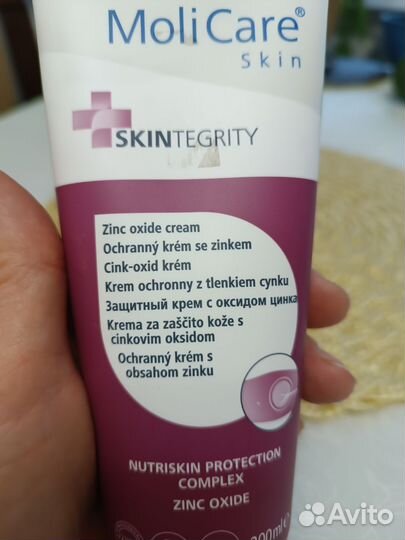 MoliCare®
Skin
SKINTEGRITY
Zinc oxide cream
Ochranný krém se zinkem
Cink-oxid krém
Krem ochronny z tlenkiem cynku
Защитный крем с оксидом цинка
Krema za zaščito kože s
cinkovim oksidom
Ochranný krém s
obsahom zinku
NUTRISKIN PROTECTION
COMPLEX
ZINC OXIDE
Avito